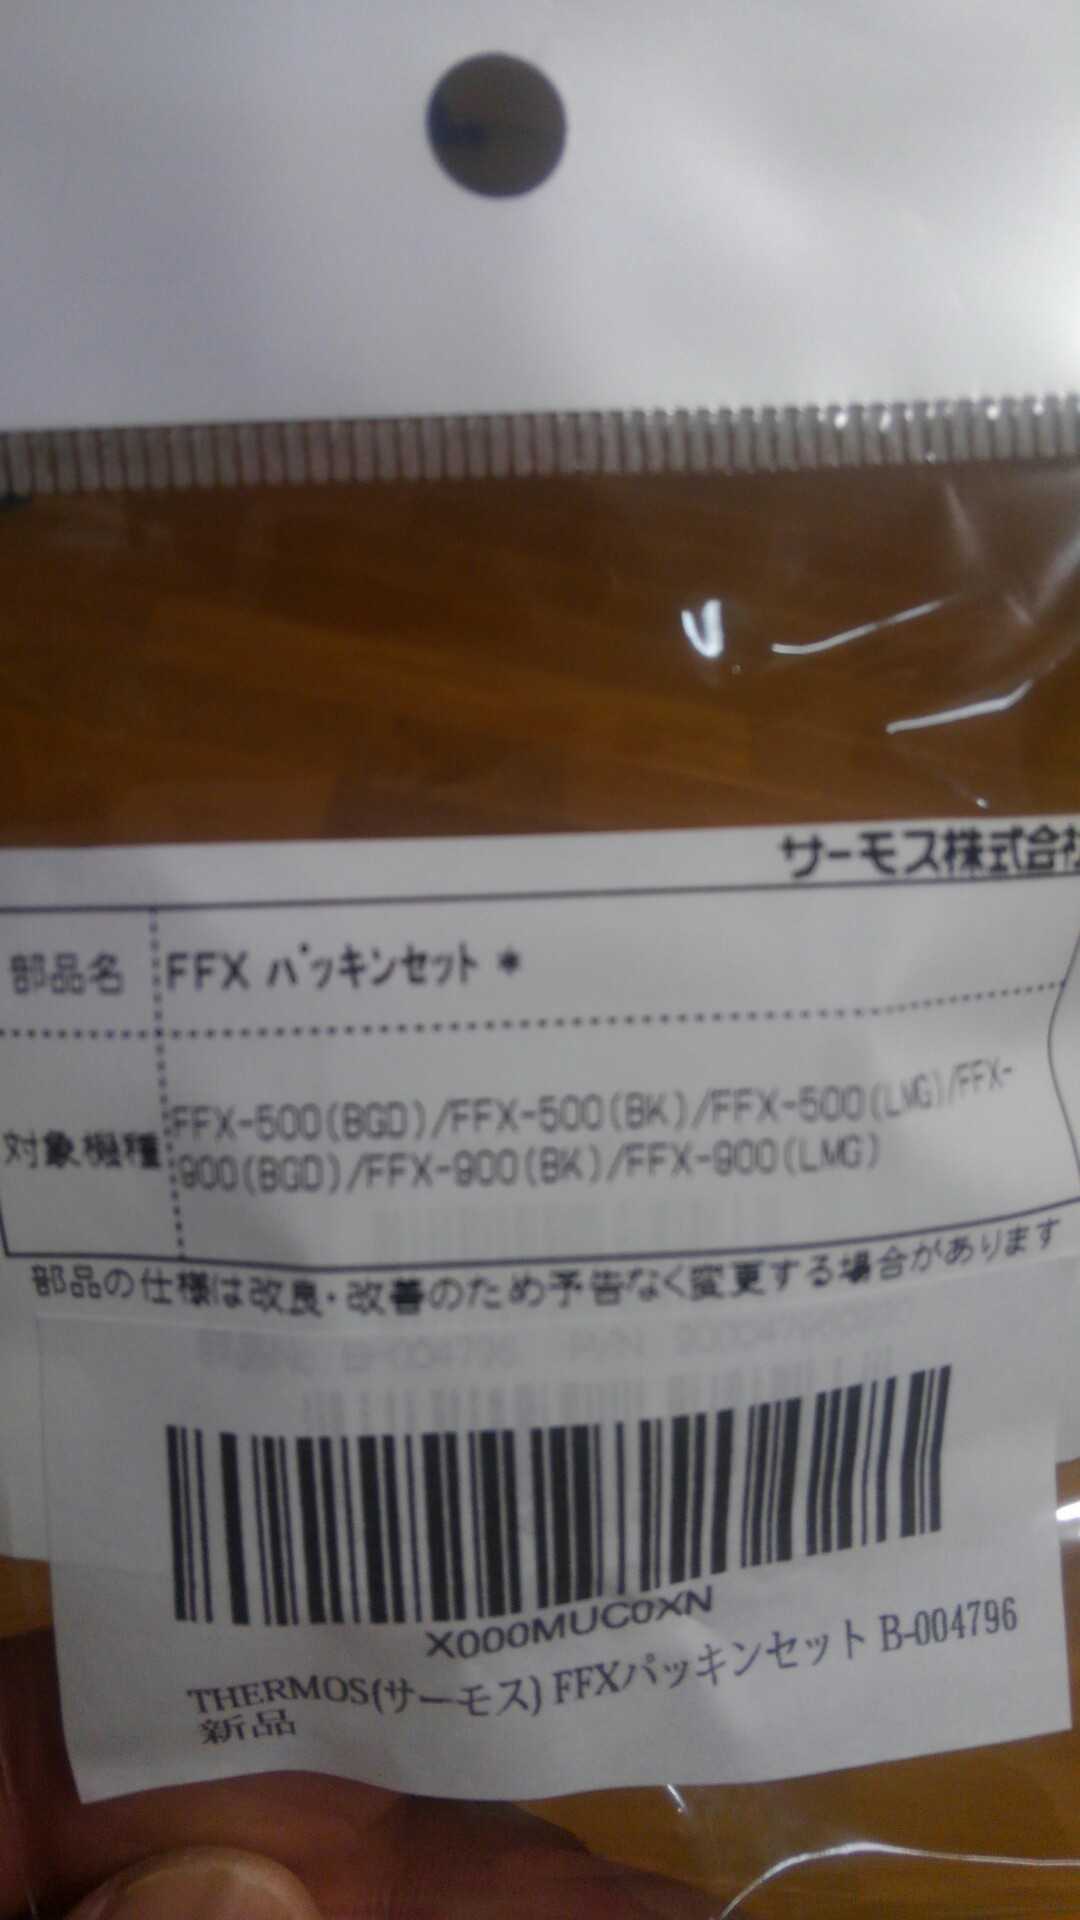 サーモス株式会社
部品名 FFX パッキンセット *
対象機種 FFX-500(BGD)/FFX-500(BK)/FFX-500(LMG)/FFX-
900(BGD)/FFX-900(BK)/FFX-900(LMG)
部品の仕様は改良・改善のため予告なく変更する場合があります
X000MUC0XN
THERMOS(サーモス) FFXパッキンセット B-004796
新品